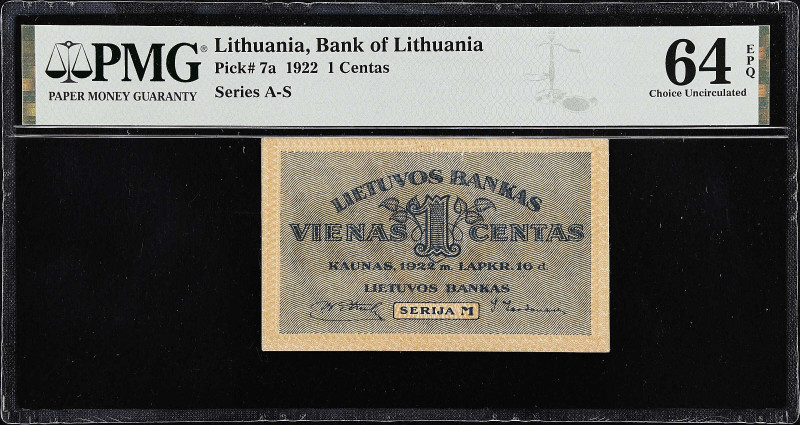 PMG®
PAPER MONEY GUARANTY
Lithuania, Bank of Lithuania
Pick# 7a 1922 1 Centas
Series A-S
64 EPQ
Choice Uncirculated
LIETUVOS BANKAS
VIENAS 1 CENTAS
KAUNAS, 1922 m. LAPKR. 16 d.
LIETUVOS BANKAS
SERIJA M